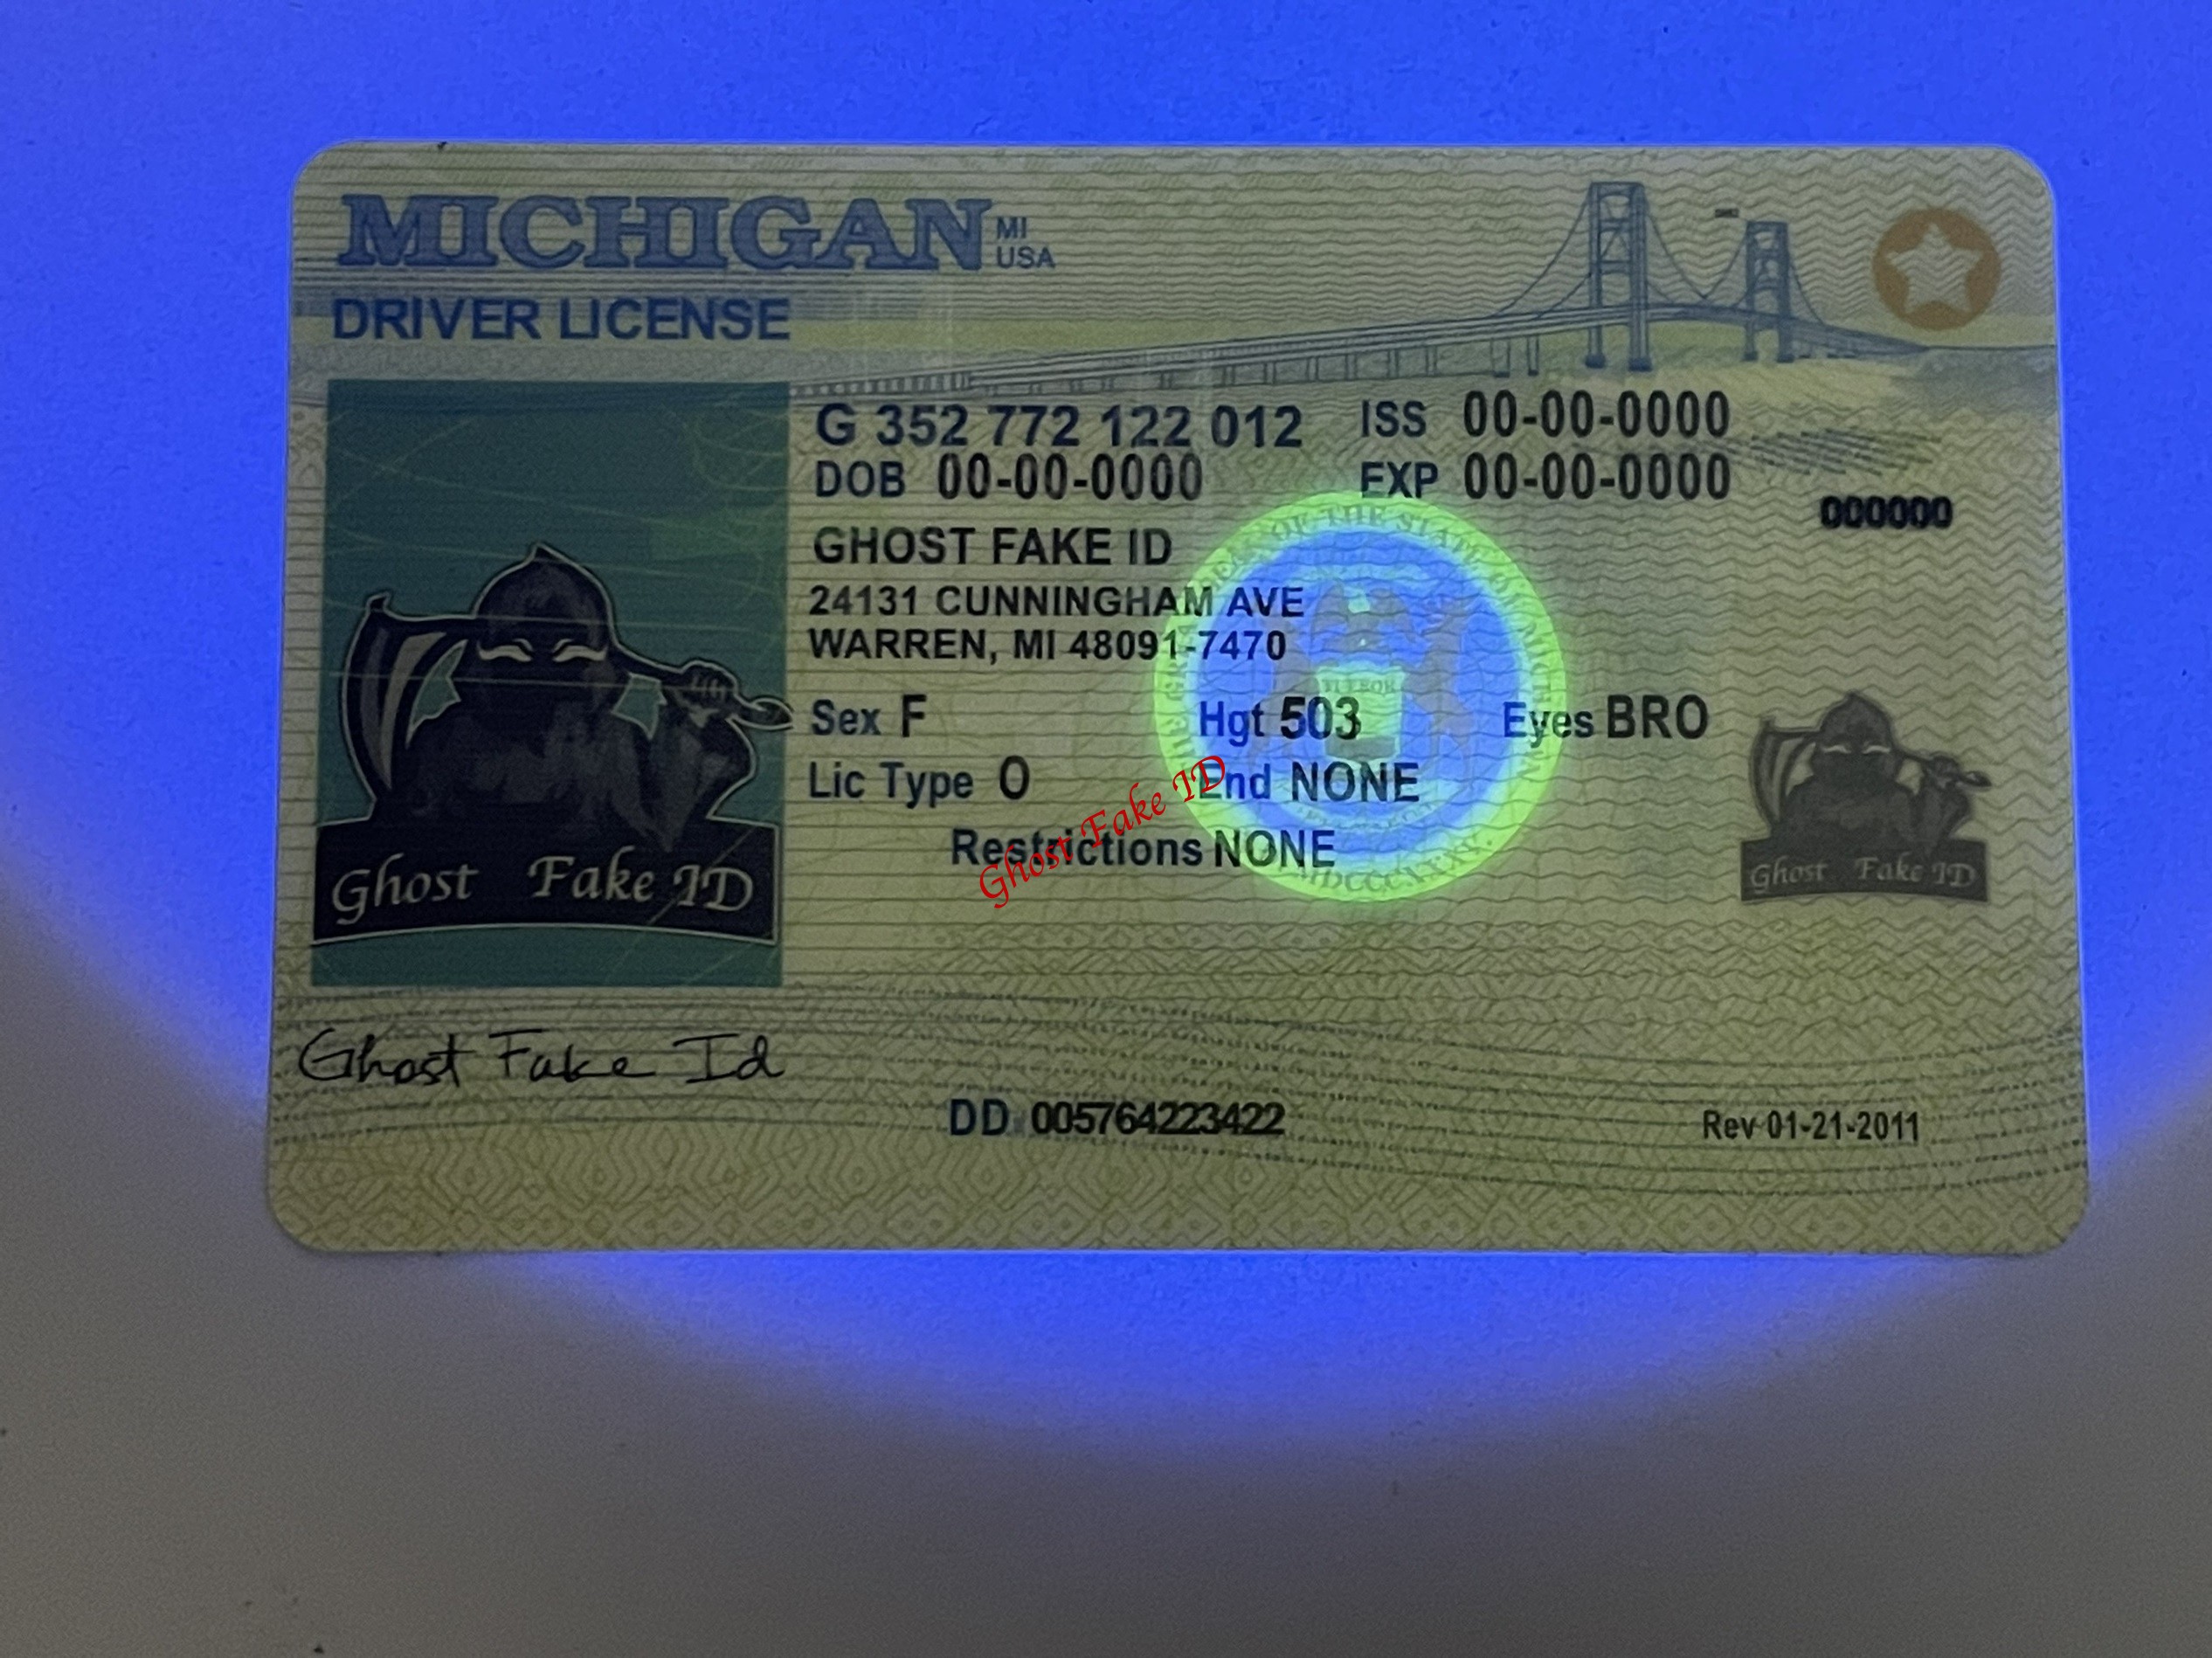 MICHIGAN MI
USA
DRIVER LICENSE
G 352 772 122 012 ISS 00-00-0000
DOB 00-00-0000 EXP 00-00-0000
000000
GHOST FAKE ID
24131 CUNNINGHAM AVE
WARREN, MI 48091-7470
Sex F Hgt 503 Eyes BRO
Lic Type O End NONE
Restrictions NONE
Ghost Fake ID
Ghost Fake ID
Ghost Fake ID
Ghost Fake Id
DD 005764223422 Rev 01-21-2011